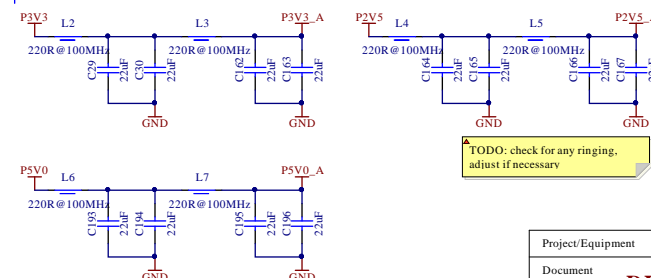 P3V3 L2 L3 P3V3_A
220R@100MHz 220R@100MHz
C29 22uF C30 22uF C162 22uF C163 22uF
GND GND
P2V5 L4 L5 P2V5_A
220R@100MHz 220R@100MHz
C164 22uF C165 22uF C166 22uF C167 22uF
GND GND
TODO: check for any ringing,
adjust if necessary
P5V0 L6 L7 P5V0_A
220R@100MHz 220R@100MHz
C193 22uF C194 22uF C195 22uF C196 22uF
GND GND
Project/Equipment
Document